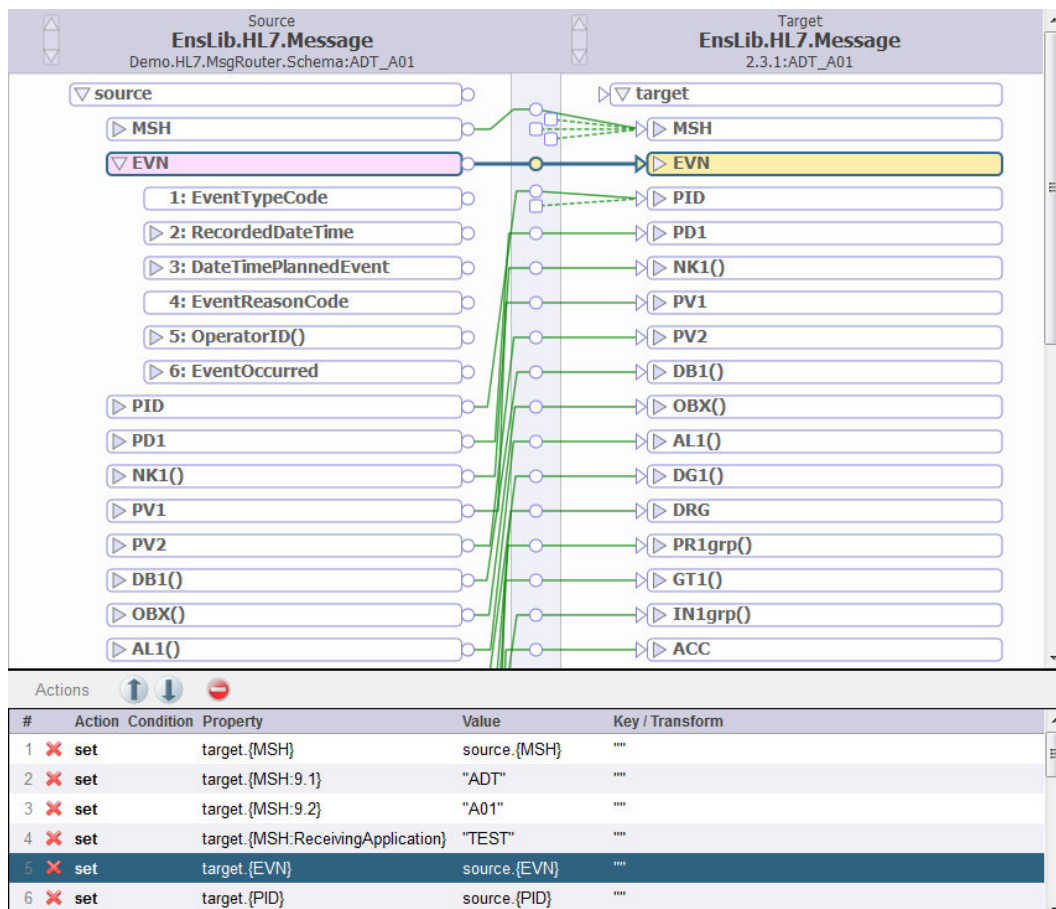 Source
EnsLib.HL7.Message
Demo.HL7.MsgRouter.Schema:ADT_A01
Target
EnsLib.HL7.Message
2.3.1:ADT_A01
source
target
MSH
MSH
EVN
EVN
1: EventTypeCode
PID
2: RecordedDateTime
PD1
3: DateTimePlannedEvent
NK1()
4: EventReasonCode
PV1
5: OperatorID()
PV2
6: EventOccurred
DB1()
PID
OBX()
PD1
AL1()
NK1()
DG1()
PV1
DRG
PV2
PR1grp()
DB1()
GT1()
OBX()
IN1grp()
AL1()
ACC
Actions
# Action Condition Property Value Key / Transform
1 set target.{MSH} source.{MSH} ""
2 set target.{MSH:9.1} "ADT" ""
3 set target.{MSH:9.2} "A01" ""
4 set target.{MSH:ReceivingApplication} "TEST" ""
5 set target.{EVN} source.{EVN} ""
6 set target.{PID} source.{PID} ""